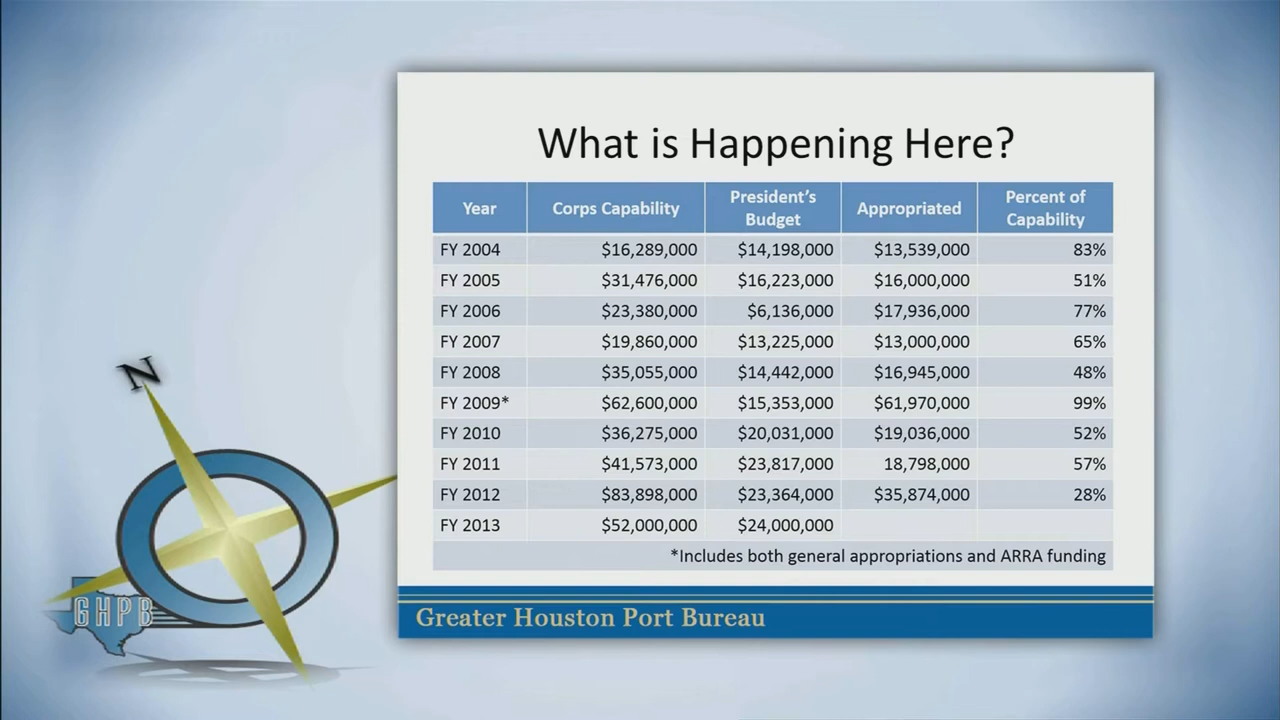 What is Happening Here?
Year Corps Capability President's Budget Appropriated Percent of Capability
FY 2004 $16,289,000 $14,198,000 $13,539,000 83%
FY 2005 $31,476,000 $16,223,000 $16,000,000 51%
FY 2006 $23,380,000 $6,136,000 $17,936,000 77%
FY 2007 $19,860,000 $13,225,000 $13,000,000 65%
FY 2008 $35,055,000 $14,442,000 $16,945,000 48%
FY 2009* $62,600,000 $15,353,000 $61,970,000 99%
FY 2010 $36,275,000 $20,031,000 $19,036,000 52%
FY 2011 $41,573,000 $23,817,000 18,798,000 57%
FY 2012 $83,898,000 $23,364,000 $35,874,000 28%
FY 2013 $52,000,000 $24,000,000
*Includes both general appropriations and ARRA funding
Greater Houston Port Bureau
N
GHPB